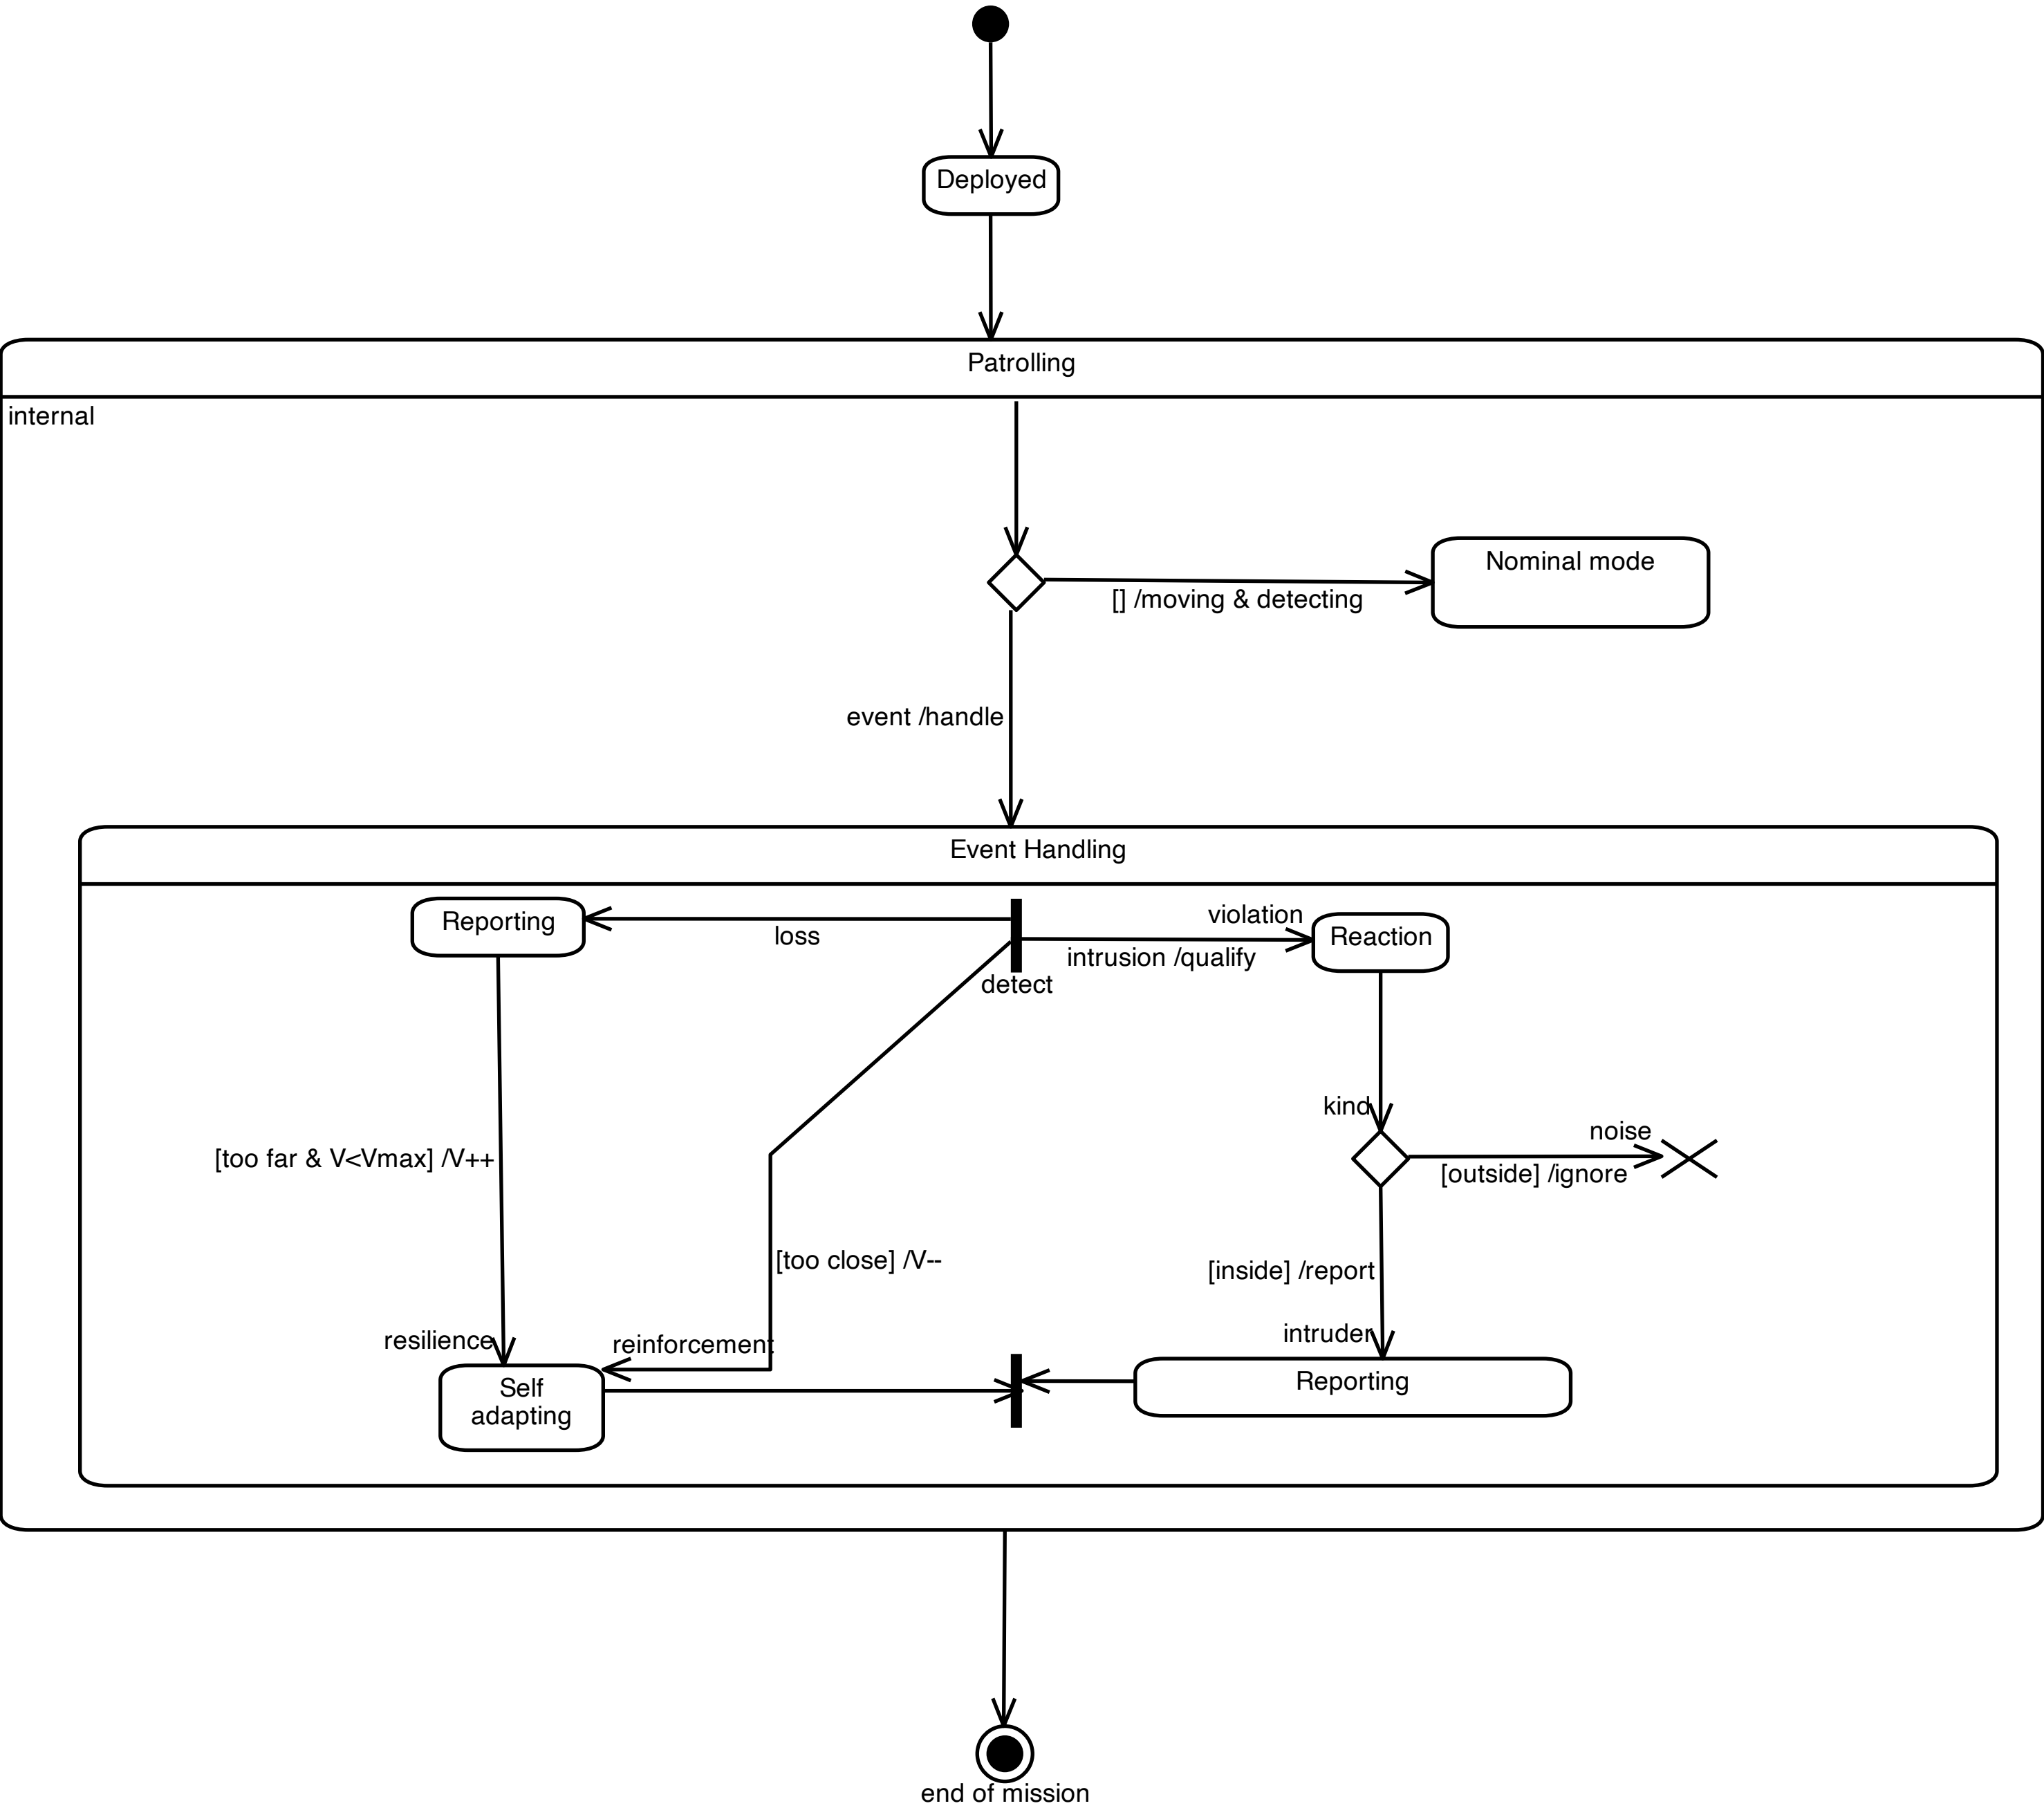 Deployed
Patrolling
internal
Nominal mode
[] /moving & detecting
event /handle
Event Handling
Reporting
loss
violation
intrusion /qualify
Reaction
detect
kind
noise
[outside] /ignore
[too far & V<Vmax] /V++
[too close] /V--
[inside] /report
resilience
reinforcement
intruder
Self
adapting
Reporting
end of mission